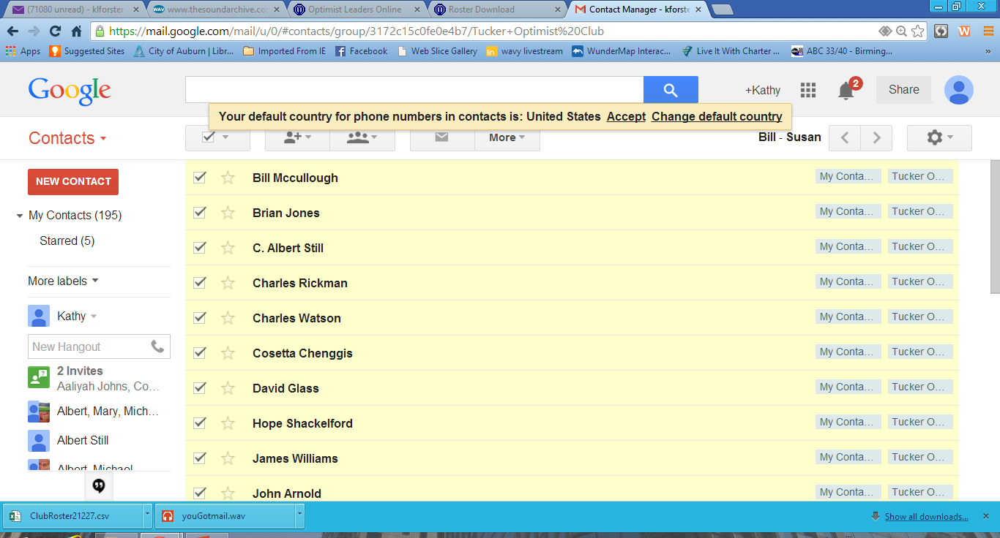 (71080 unread) - klforster
www.thesoundarchive.co
Optimist Leaders Online
Roster Download
Contact Manager - klforste
https://mail.google.com/mail/u/0/#contacts/group/3172c15c0fe0e4b7/Tucker+Optimist%20Club
Apps
Suggested Sites
City of Auburn | Libr...
Imported From IE
Facebook
Web Slice Gallery
wavy livestream
WunderMap Interac...
Live It With Charter ...
ABC 33/40 - Birming...
»
Google
+Kathy
2
Share
Your default country for phone numbers in contacts is: United States Accept Change default country
Contacts
More
Bill - Susan
NEW CONTACT
My Contacts (195)
Starred (5)
More labels
Kathy
New Hangout
2 Invites
Aaliyah Johns, Co...
Albert, Mary, Mich...
Albert Still
Albert, Michael
Bill Mccullough My Conta... Tucker O...
Brian Jones My Conta... Tucker O...
C. Albert Still My Conta... Tucker O...
Charles Rickman My Conta... Tucker O...
Charles Watson My Conta... Tucker O...
Cosetta Chenggis My Conta... Tucker O...
David Glass My Conta... Tucker O...
Hope Shackelford My Conta... Tucker O...
James Williams My Conta... Tucker O...
John Arnold My Conta... Tucker O...
ClubRoster21227.csv
youGotmail.wav
Show all downloads...